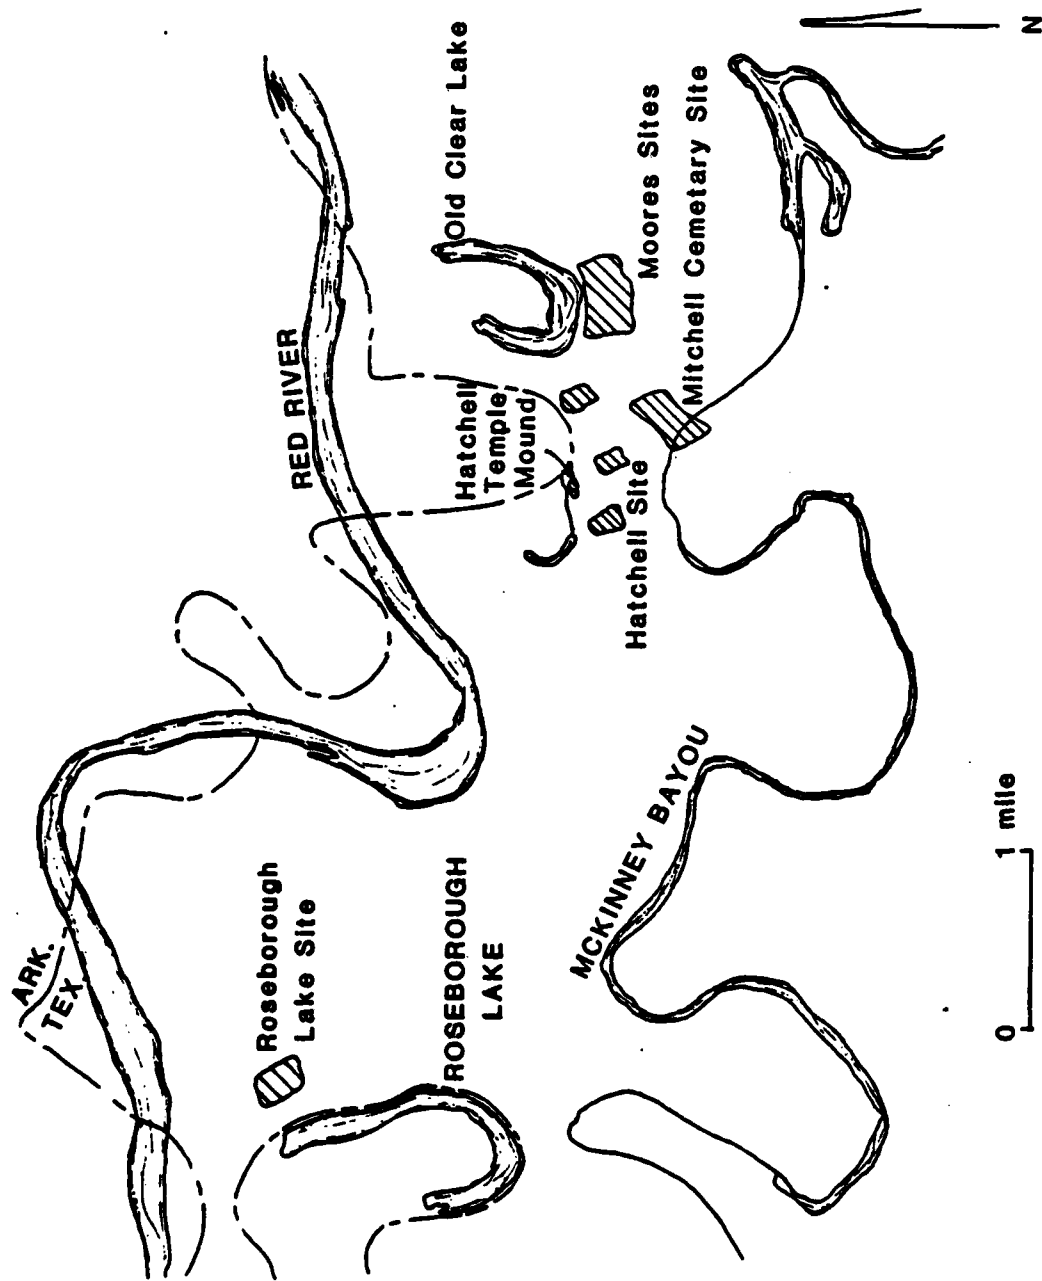 ARK.
TEX.
RED RIVER
Roseborough
Lake Site
ROSEBOROUGH
LAKE
Hatchell
Temple
Mound
Old Clear Lake
Hatchell Site
Moores Sites
Mitchell Cemetary Site
MCKINNEY BAYOU
0 1 mile
N